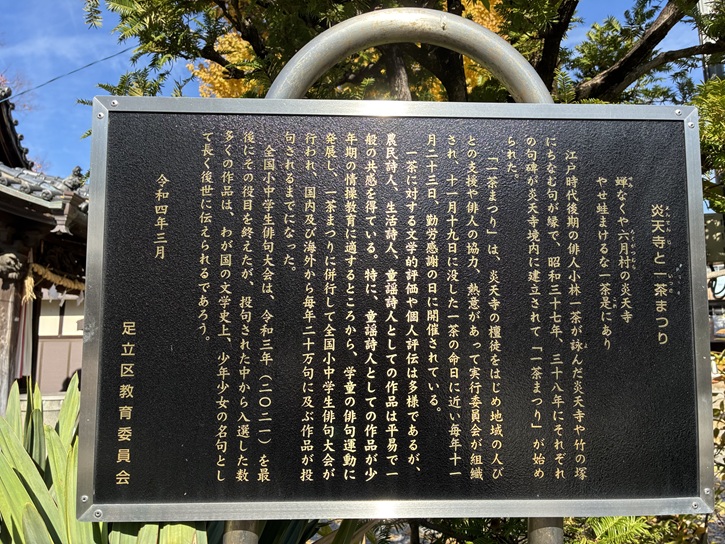 炎天寺と一茶まつり
えんてんじ
いっさ
蟬なくや六月村の炎天寺
せみ
ろくがつむら
やせ蛙まけるな一茶是にあり
これ
江戸時代後期の俳人小林一茶が詠んだ炎天寺や竹の塚
にちなむ句が縁で、昭和三十七年、三十八年にそれぞれ
の句碑が炎天寺境内に建立されて「一茶まつり」が始め
られた。
「一茶まつり」は、炎天寺の檀徒をはじめ地域の人び
との支援や俳人の協力、熱意があって実行委員会が組織
され、十一月十九日に没した一茶の命日に近い毎年十一
月二十三日、勤労感謝の日に開催されている。
一茶に対する文学的評価や個人評伝は多様であるが、
農民詩人、生活詩人、童謡詩人としての作品は平易で一
般の共感を得ている。特に、童謡詩人としての作品が少
年期の情操教育に適するところから、学童の俳句運動に
発展し、一茶まつりに併行して全国小中学生俳句大会が
行われ、国内及び海外から毎年二十万句に及ぶ作品が投
句されるまでになった。
全国小中学生俳句大会は、令和三年（二〇二一）を最
後にその役目を終えたが、投句された中から入選した数
多くの作品は、わが国の文学史上、少年少女の名句とし
て長く後世に伝えられるであろう。
令和四年三月
足立区教育委員会